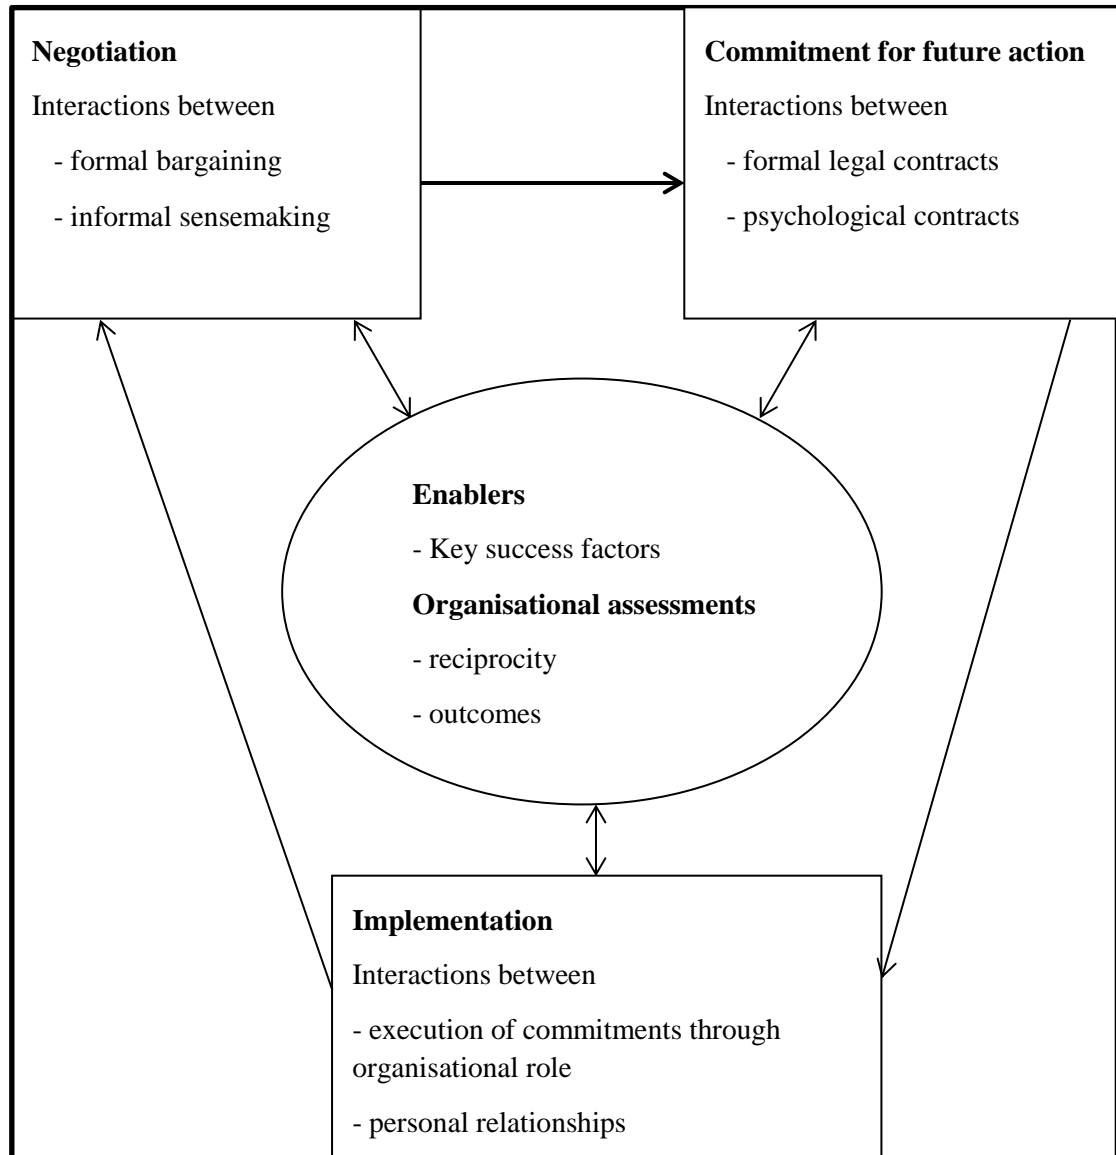 Negotiation
Interactions between
- formal bargaining
- informal sensemaking
Commitment for future action
Interactions between
- formal legal contracts
- psychological contracts
Enablers
- Key success factors
Organisational assessments
- reciprocity
- outcomes
Implementation
Interactions between
- execution of commitments through
organisational role
- personal relationships